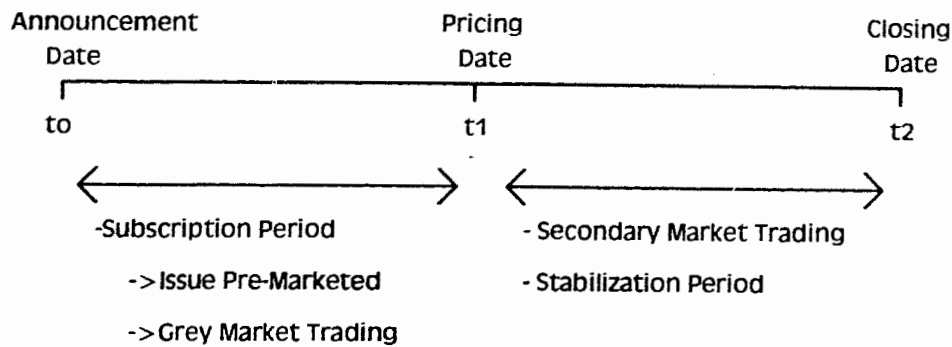 Announcement Date
Pricing Date
Closing Date
to
t1
t2
-Subscription Period
->Issue Pre-Marketed
->Grey Market Trading
- Secondary Market Trading
- Stabilization Period